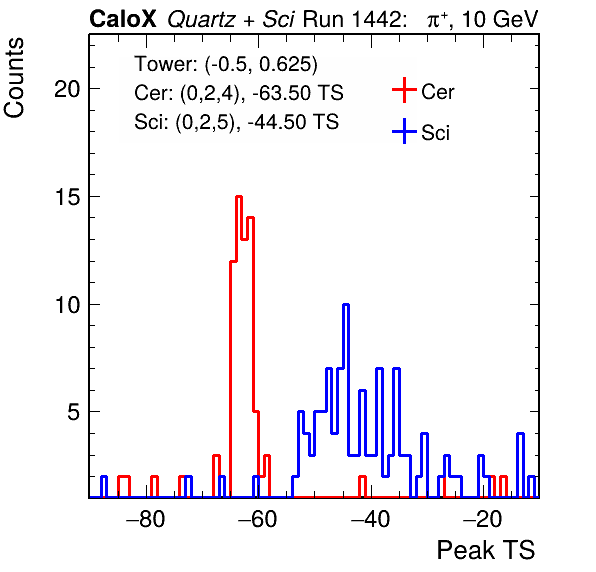 CaloX Quartz + Sci Run 1442: π⁺, 10 GeV
Counts
Tower: (-0.5, 0.625)
Cer: (0,2,4), -63.50 TS
Sci: (0,2,5), -44.50 TS
Cer
Sci
20
15
10
5
−80 −60 −40 −20
Peak TS